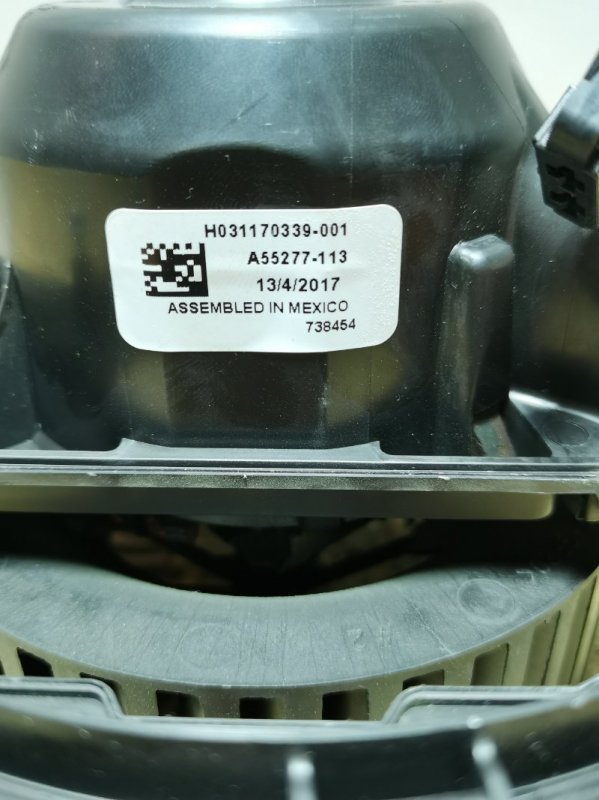 H031170339-001
A55277-113
13/4/2017
ASSEMBLED IN MEXICO
738454